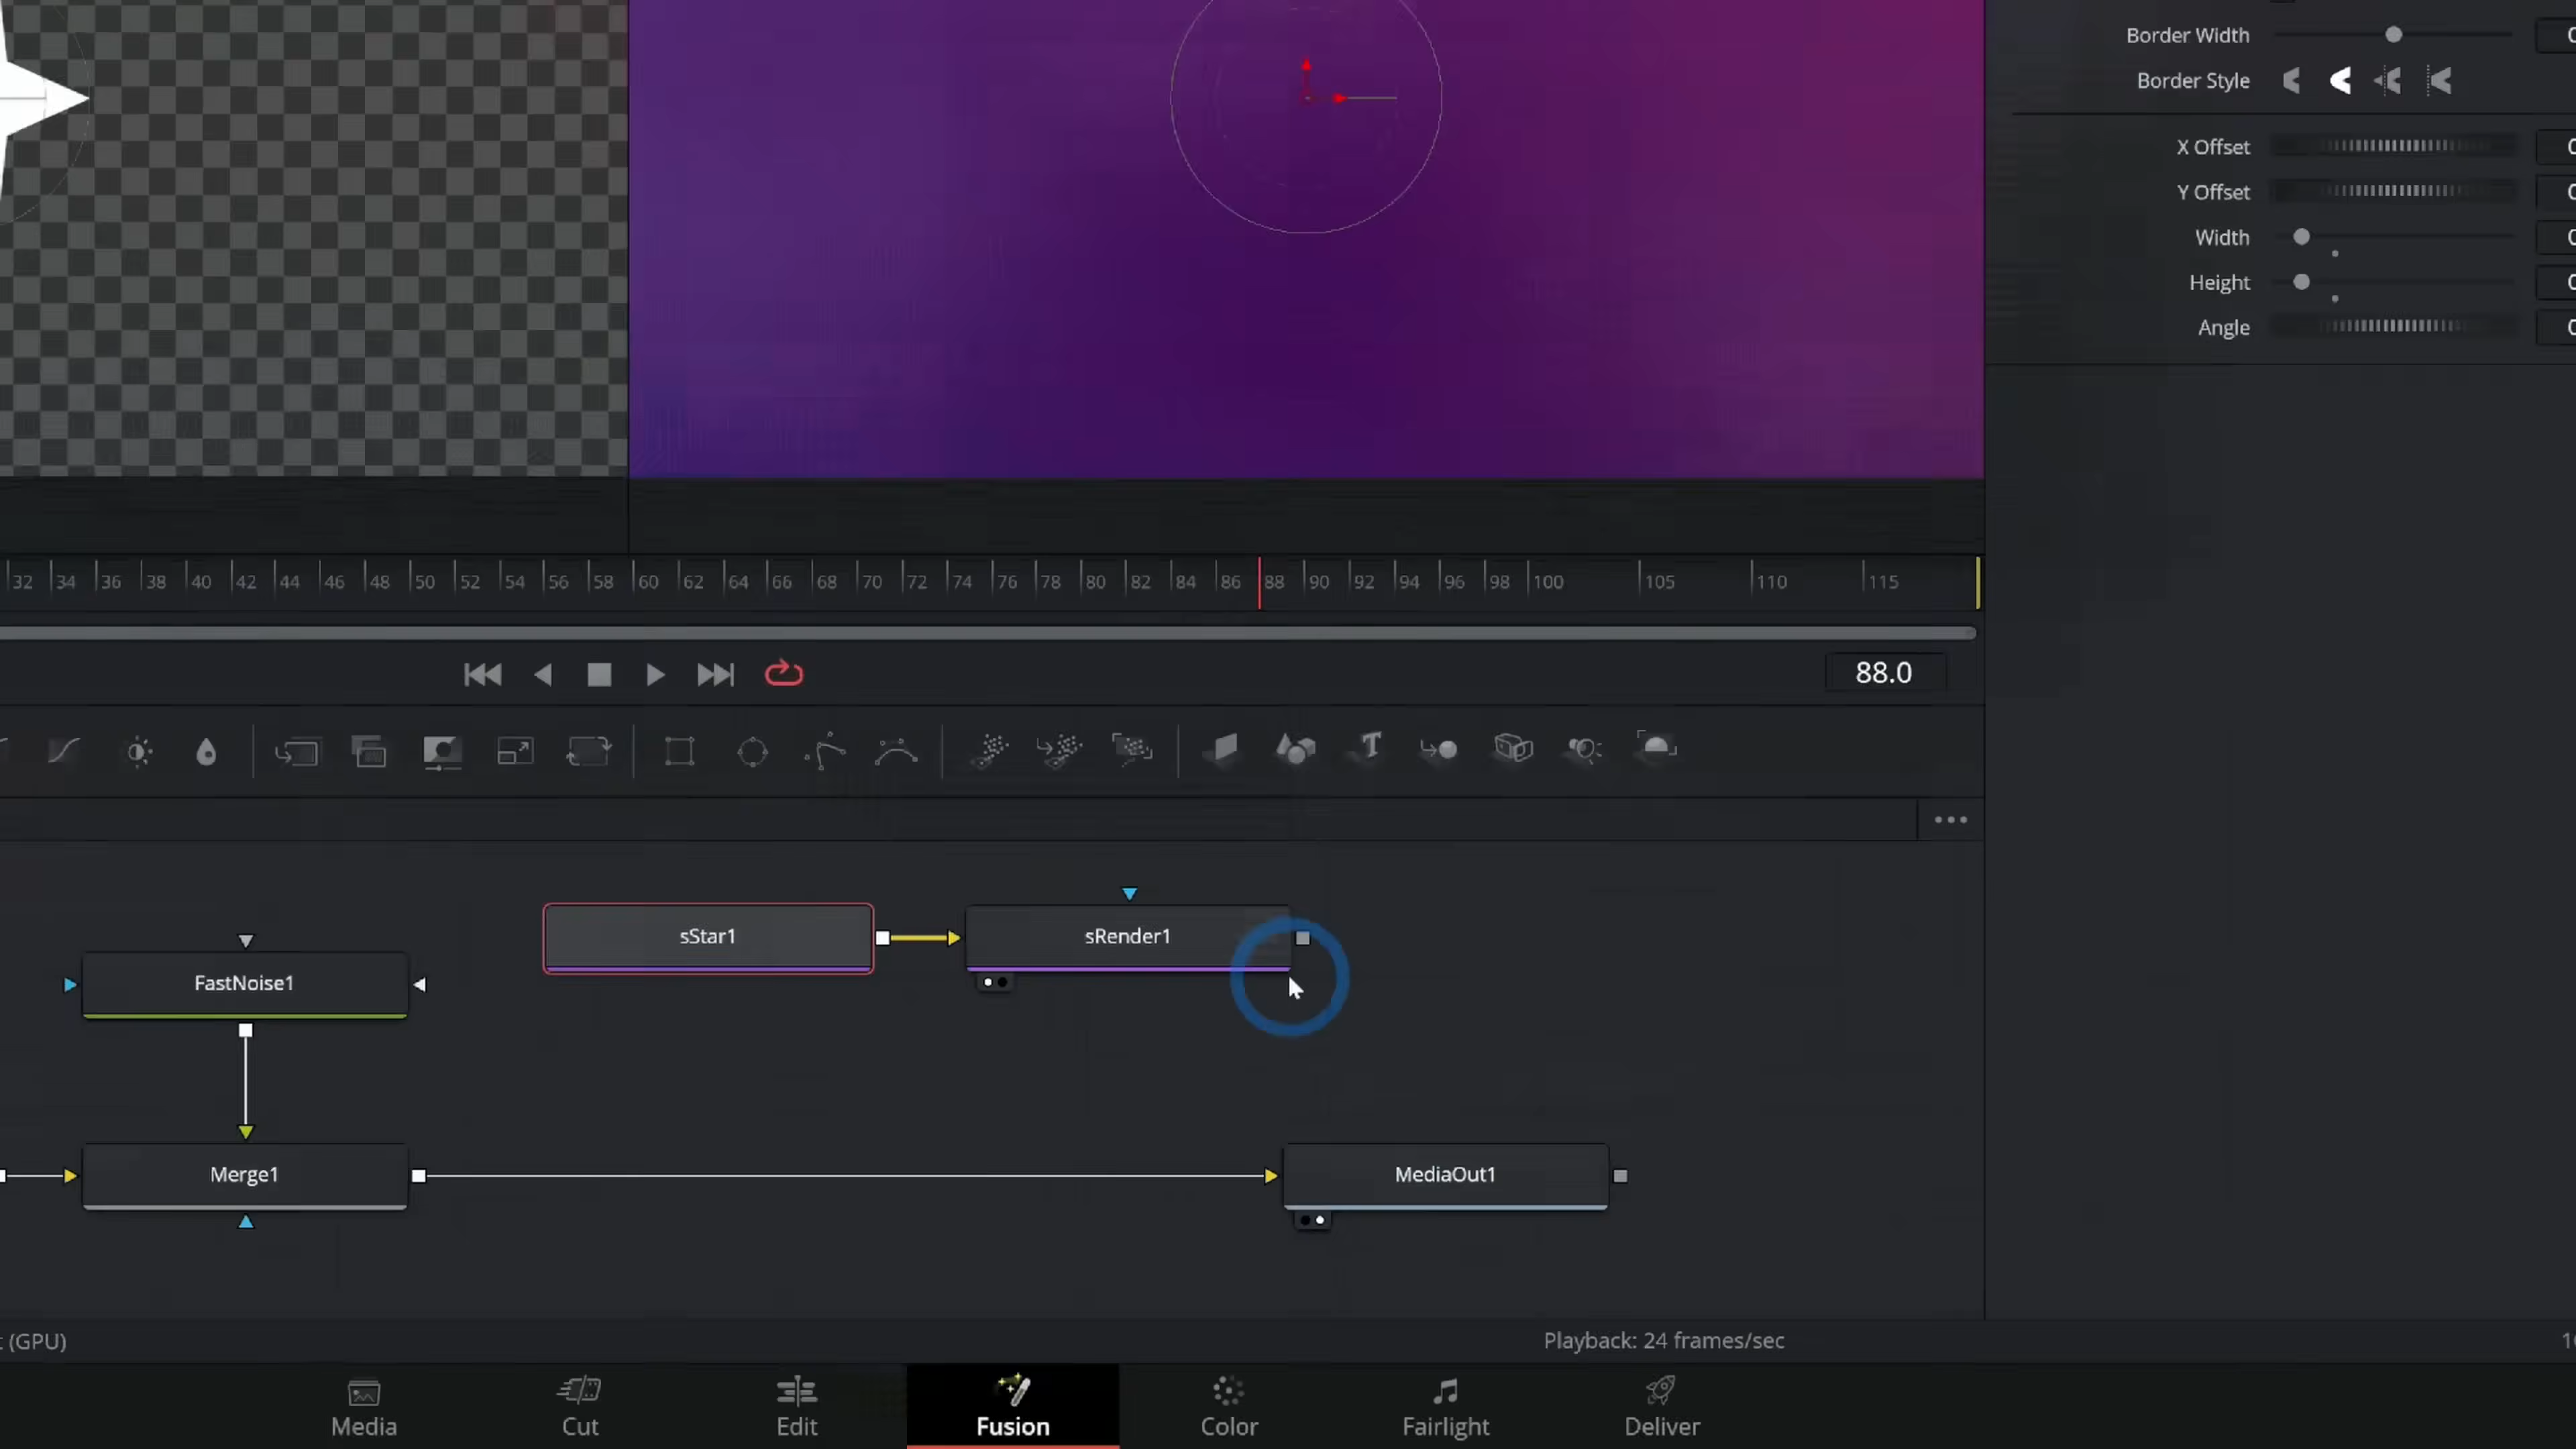 Border Width
Border Style
X Offset
Y Offset
Width
Height
Angle
32 34 36 38 40 42 44 46 48 50 52 54 56 58 60 62 64 66 68 70 72 74 76 78 80 82 84 86 88 90 92 94 96 98 100 105 110 115
88.0
sStar1
sRender1
FastNoise1
Merge1
MediaOut1
(GPU)
Playback: 24 frames/sec
Media
Cut
Edit
Fusion
Color
Fairlight
Deliver